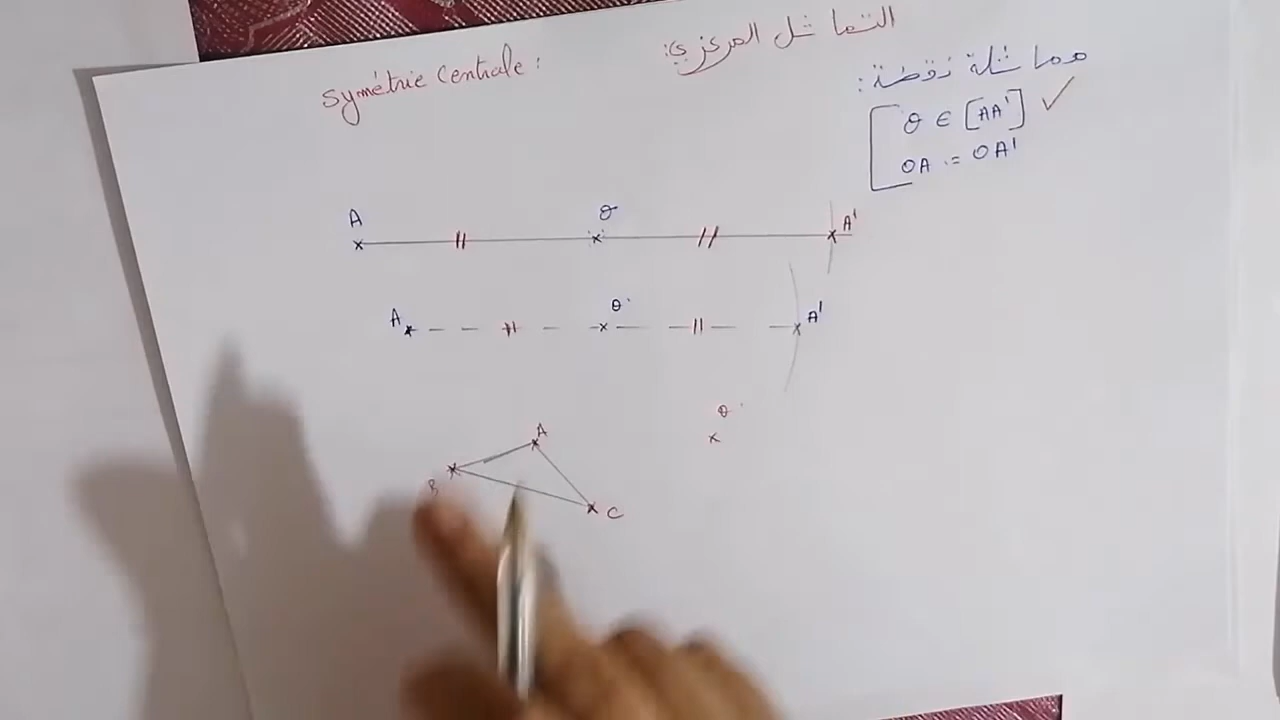 Symétrie Centrale :
التماثل المركزي:
مماثلة نقطة :
O ∈ [AA']
OA = OA'
A O A'
A O A'
O
A
B
C